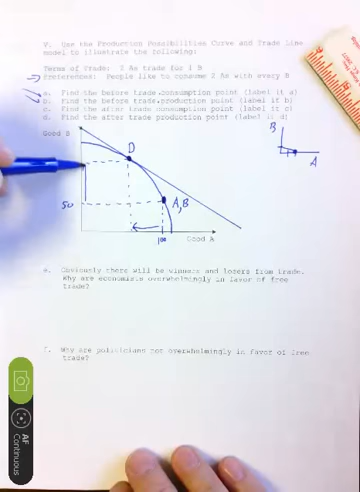 V. Use the Production Possibilities Curve and Trade Line
model to illustrate the following:
Terms of Trade: 2 As trade for 1 B
Preferences: People like to consume 2 As with every B
a. Find the before trade consumption point (label it a)
b. Find the before trade production point (label it b)
c. Find the after trade consumption point (label it c)
d. Find the after trade production point (label it d)
Good B
D
B
A
50
A,B
100
Good A
e. Obviously there will be winners and losers from trade.
Why are economists overwhelmingly in favor of free
trade?
f. Why are politicians not overwhelmingly in favor of free
trade?
AF
Continuous